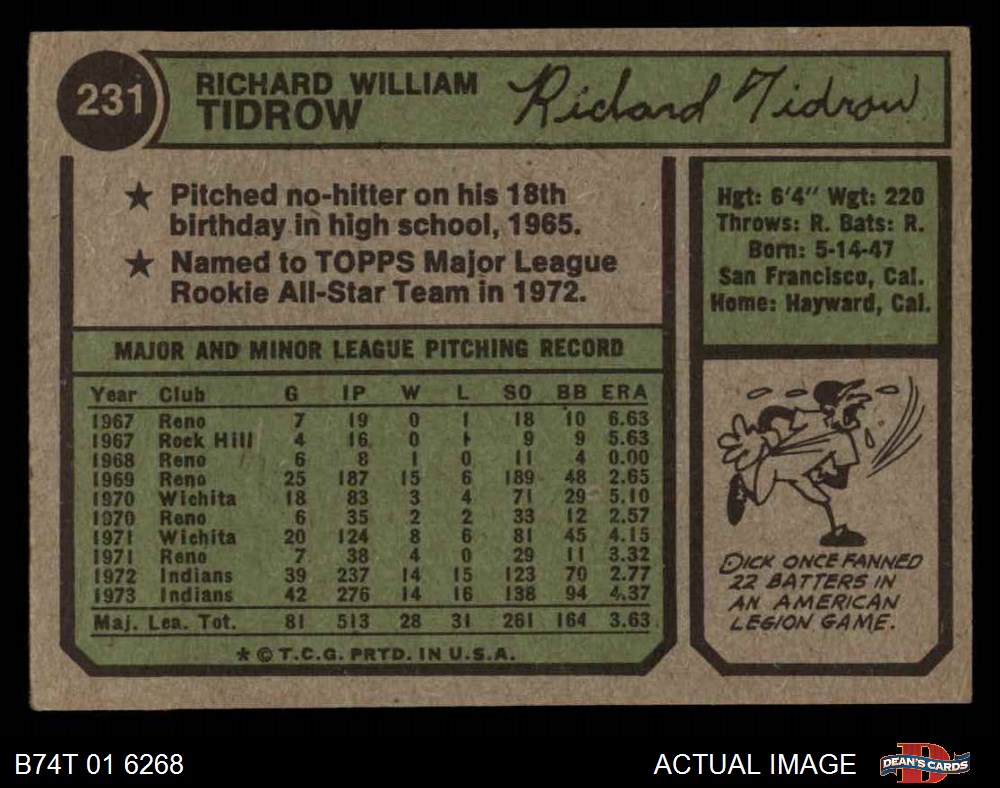 231
RICHARD WILLIAM
TIDROW
Richard Tidrow
★ Pitched no-hitter on his 18th
birthday in high school, 1965.
★ Named to TOPPS Major League
Rookie All-Star Team in 1972.
Hgt: 6'4" Wgt: 220
Throws: R. Bats: R.
Born: 5-14-47
San Francisco, Cal.
Home: Hayward, Cal.
MAJOR AND MINOR LEAGUE PITCHING RECORD
Year Club G IP W L SO BB ERA
1967 Reno 7 19 0 1 18 10 6.63
1967 Rock Hill 4 16 0 1 9 9 5.63
1968 Reno 6 8 1 0 11 4 0.00
1969 Reno 25 187 15 6 189 48 2.65
1970 Wichita 18 83 3 4 71 29 5.10
1970 Reno 6 35 2 2 33 12 2.57
1971 Wichita 20 124 8 6 81 45 4.15
1971 Reno 7 38 4 0 29 11 3.32
1972 Indians 39 237 14 15 123 70 2.77
1973 Indians 42 276 14 16 138 94 4.37
Maj. Lea. Tot. 81 513 28 31 261 164 3.63
★ © T.C.G. PRTD. IN U.S.A.
DICK ONCE FANNED
22 BATTERS IN
AN AMERICAN
LEGION GAME.
B74T 01 6268
ACTUAL IMAGE
D
DEAN'S CARDS